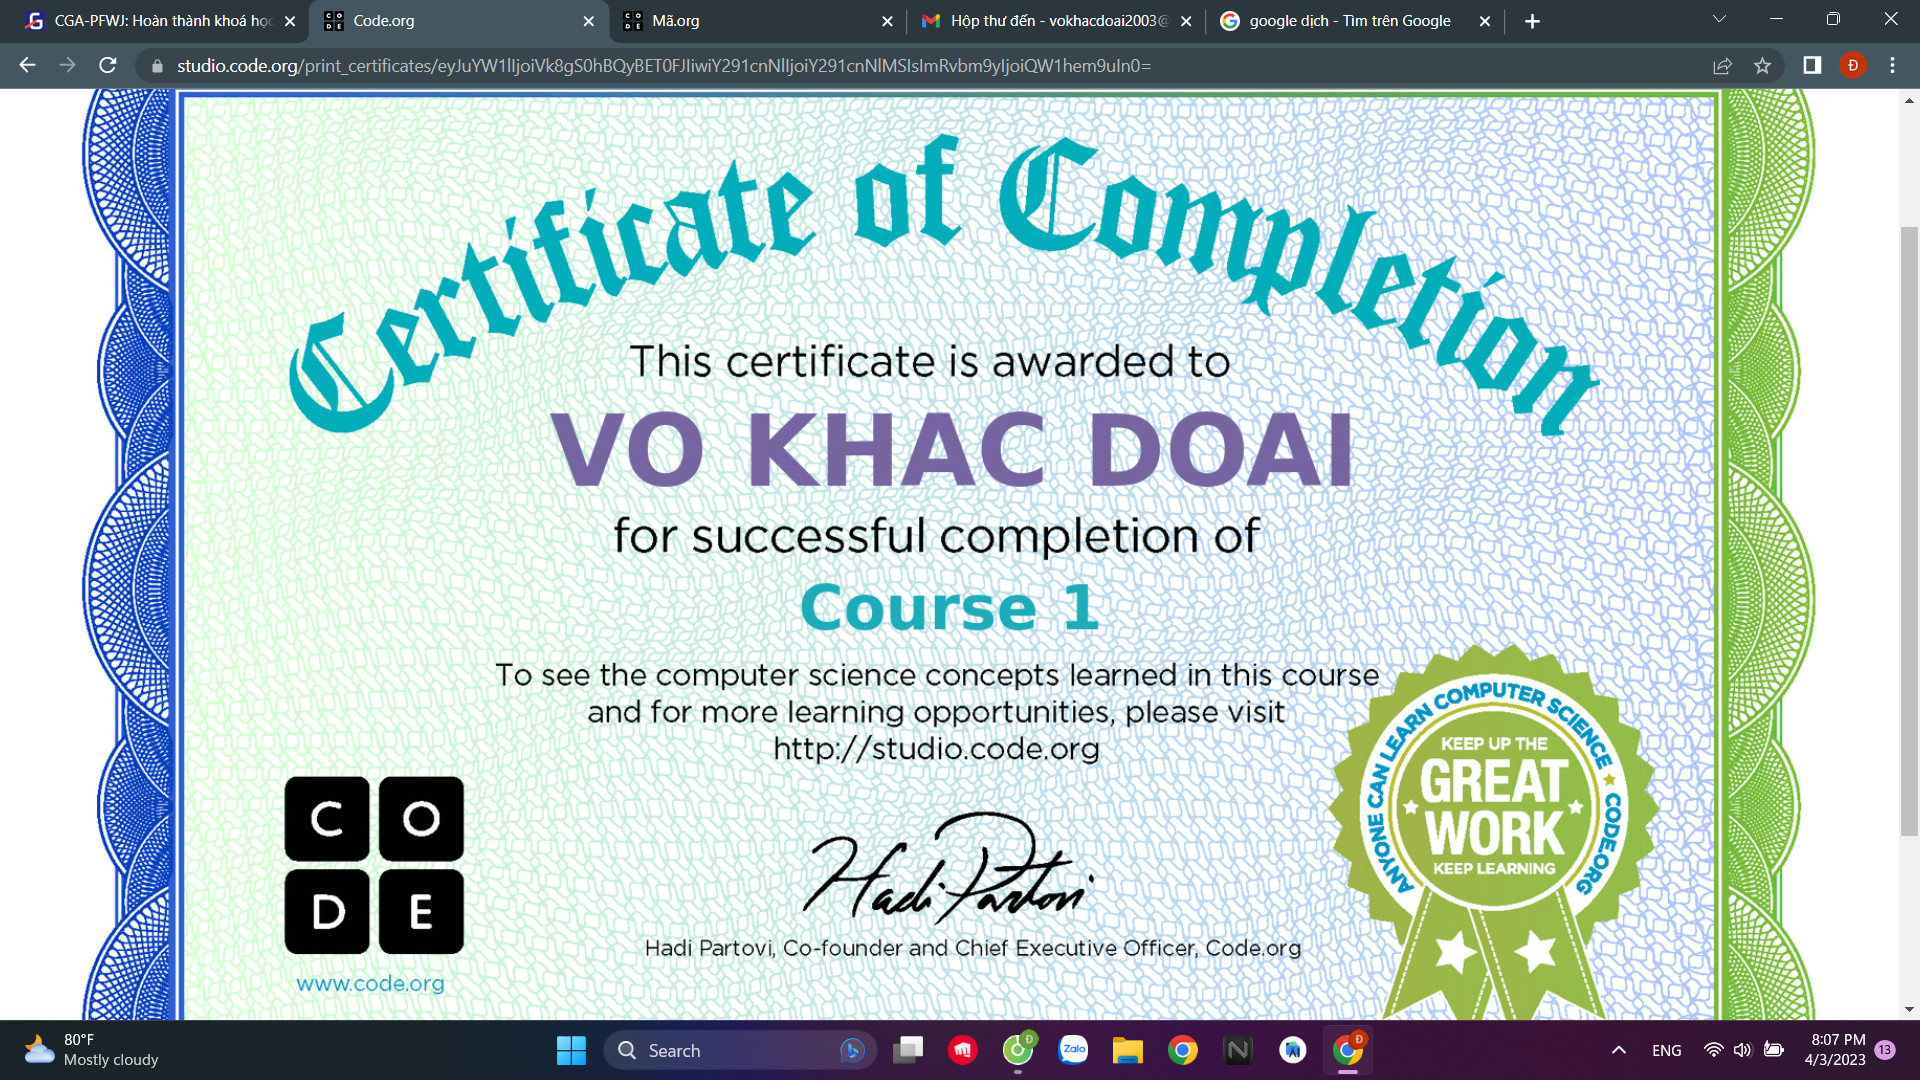 CGA-PFWJ: Hoàn thành khoá họ
Code.org
Mã.org
Hộp thư đến - vokhacdoai2003@
google dịch - Tìm trên Google
studio.code.org/print_certificates/eyJuYW1lIjoiVk8gS0hBQyBET0FJIiwiY291cnNlIjoiY291cnNlMSIsImRvbm9yIjoiQW1hem9uIn0=
Đ
Certificate of Completion
This certificate is awarded to
VO KHAC DOAI
for successful completion of
Course 1
To see the computer science concepts learned in this course
and for more learning opportunities, please visit
http://studio.code.org
CODE
www.code.org
Hadi Partovi
Hadi Partovi, Co-founder and Chief Executive Officer, Code.org
ANYONE CAN LEARN COMPUTER SCIENCE ★ CODE.ORG
KEEP UP THE
GREAT
WORK
KEEP LEARNING
80°F
Mostly cloudy
Search
Đ
Zalo
N
Đ
ENG
8:07 PM
4/3/2023
13